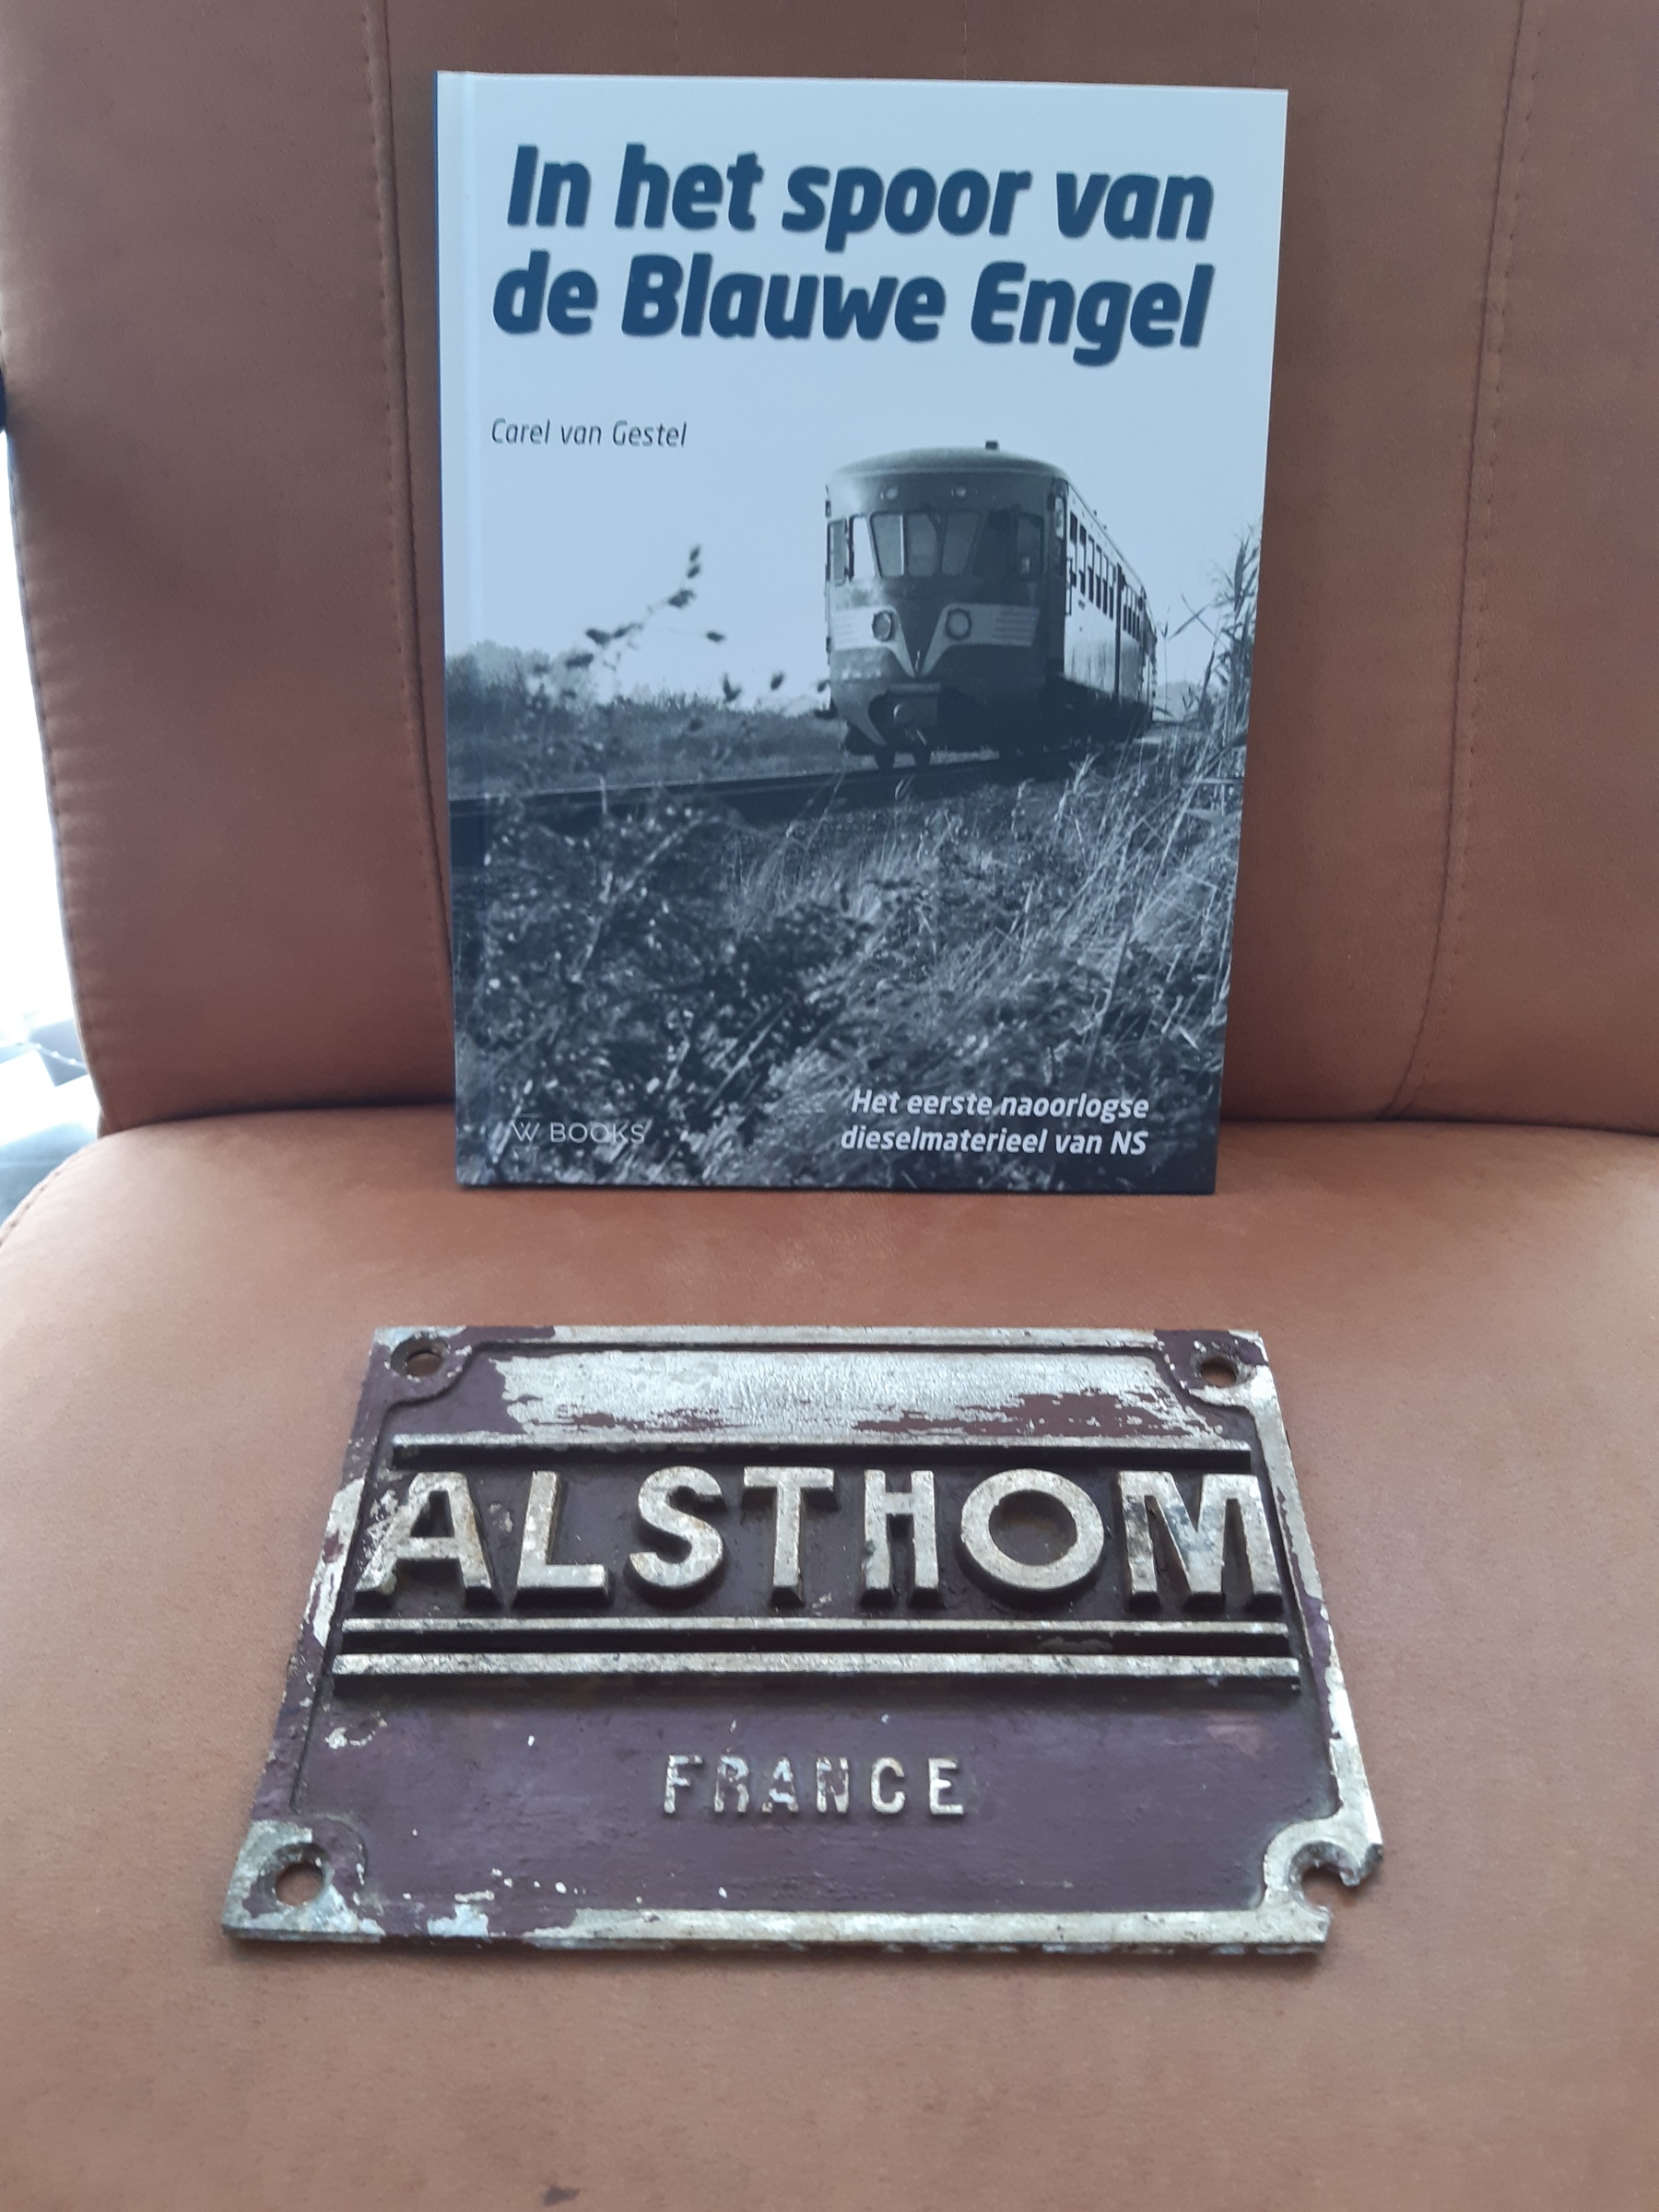 In het spoor van
de Blauwe Engel
Carel van Gestel
Het eerste naoorlogse
dieselmaterieel van NS
W BOOKS
ALSTHOM
FRANCE